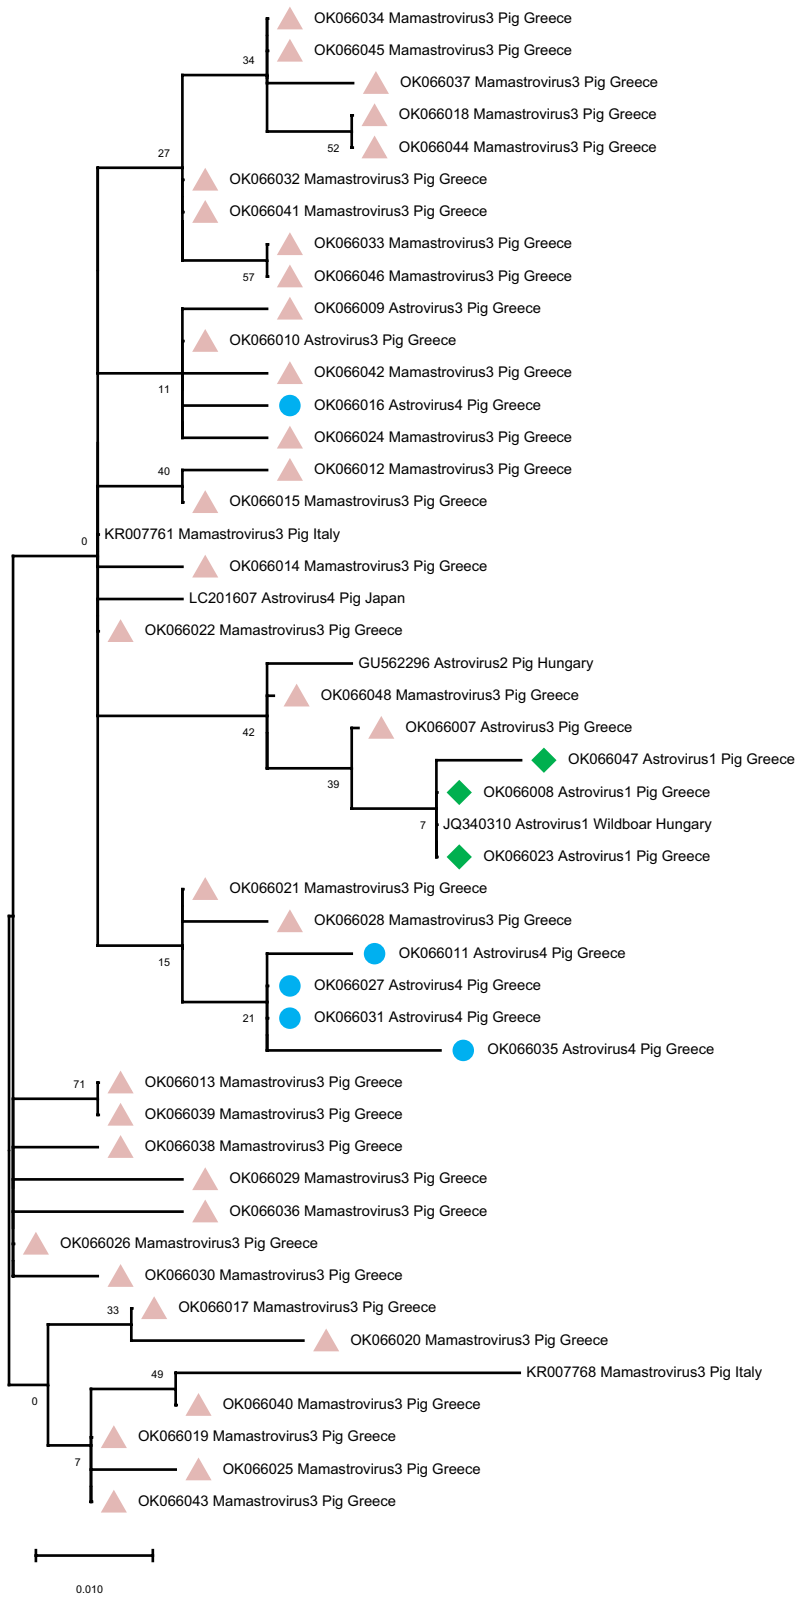 OK066034 Mamastrovirus3 Pig Greece
OK066045 Mamastrovirus3 Pig Greece
34
OK066037 Mamastrovirus3 Pig Greece
OK066018 Mamastrovirus3 Pig Greece
OK066044 Mamastrovirus3 Pig Greece
52
27
OK066032 Mamastrovirus3 Pig Greece
OK066041 Mamastrovirus3 Pig Greece
OK066033 Mamastrovirus3 Pig Greece
OK066046 Mamastrovirus3 Pig Greece
57
OK066009 Astrovirus3 Pig Greece
OK066010 Astrovirus3 Pig Greece
OK066042 Mamastrovirus3 Pig Greece
11
OK066016 Astrovirus4 Pig Greece
OK066024 Mamastrovirus3 Pig Greece
OK066012 Mamastrovirus3 Pig Greece
40
OK066015 Mamastrovirus3 Pig Greece
KR007761 Mamastrovirus3 Pig Italy
0
OK066014 Mamastrovirus3 Pig Greece
LC201607 Astrovirus4 Pig Japan
OK066022 Mamastrovirus3 Pig Greece
GU562296 Astrovirus2 Pig Hungary
OK066048 Mamastrovirus3 Pig Greece
42
OK066007 Astrovirus3 Pig Greece
OK066047 Astrovirus1 Pig Greece
39
OK066008 Astrovirus1 Pig Greece
7
JQ340310 Astrovirus1 Wildboar Hungary
OK066023 Astrovirus1 Pig Greece
OK066021 Mamastrovirus3 Pig Greece
OK066028 Mamastrovirus3 Pig Greece
OK066011 Astrovirus4 Pig Greece
15
OK066027 Astrovirus4 Pig Greece
21
OK066031 Astrovirus4 Pig Greece
OK066035 Astrovirus4 Pig Greece
71
OK066013 Mamastrovirus3 Pig Greece
OK066039 Mamastrovirus3 Pig Greece
OK066038 Mamastrovirus3 Pig Greece
OK066029 Mamastrovirus3 Pig Greece
OK066036 Mamastrovirus3 Pig Greece
OK066026 Mamastrovirus3 Pig Greece
OK066030 Mamastrovirus3 Pig Greece
33
OK066017 Mamastrovirus3 Pig Greece
OK066020 Mamastrovirus3 Pig Greece
49
KR007768 Mamastrovirus3 Pig Italy
0
OK066040 Mamastrovirus3 Pig Greece
OK066019 Mamastrovirus3 Pig Greece
7
OK066025 Mamastrovirus3 Pig Greece
OK066043 Mamastrovirus3 Pig Greece
0.010